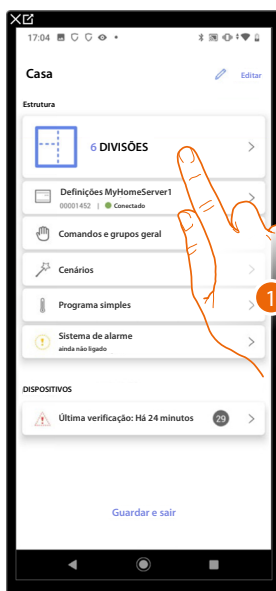 17:04
Casa
Editar
Estrutura
6 DIVISÕES
Definições MyHomeServer1
00001452 | Conectado
Comandos e grupos geral
Cenários
Programa simples
Sistema de alarme
ainda não ligado
DISPOSITIVOS
Última verificação: Há 24 minutos
29
Guardar e sair
1